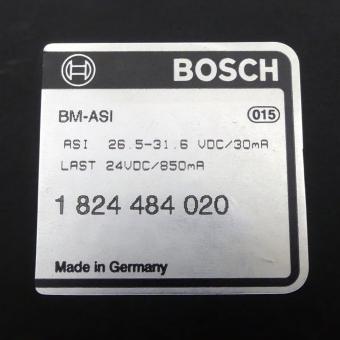 BOSCH
BM-ASI 015
ASI 26.5-31.6 VDC/30mA
LAST 24VDC/850mA
1 824 484 020
Made in Germany